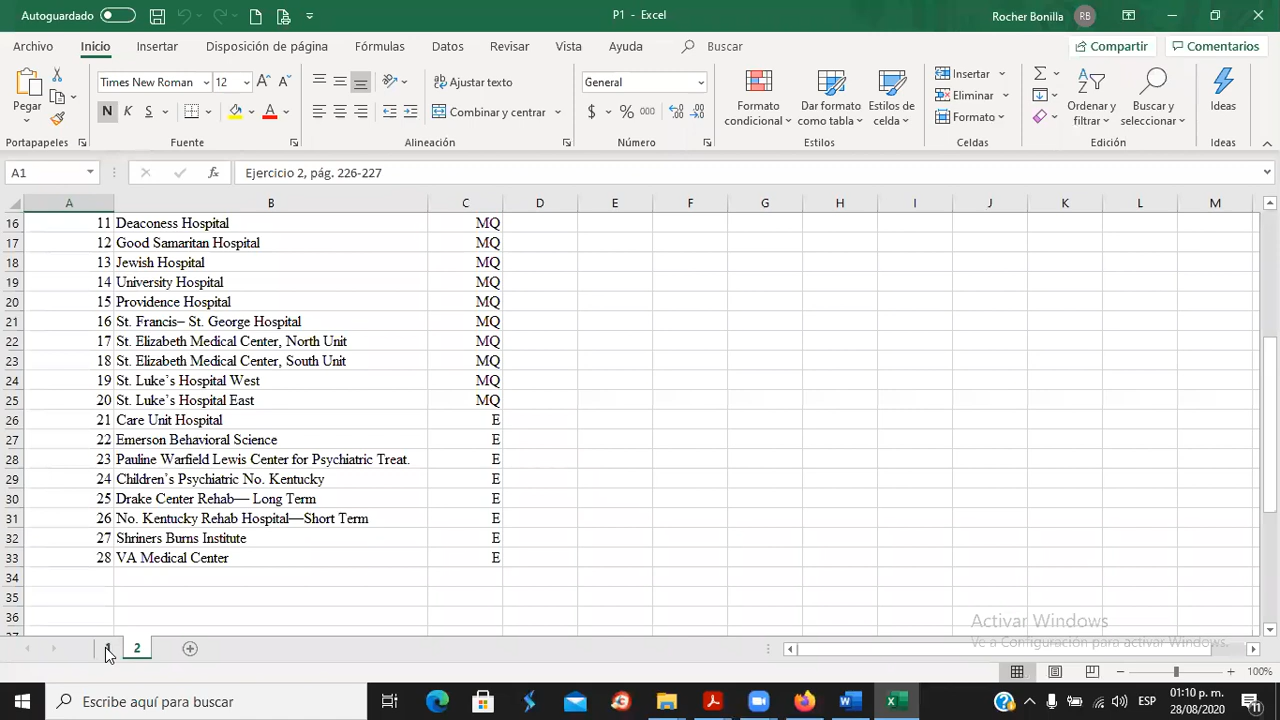 Autoguardado
P1 - Excel
Rocher Bonilla
RB
Archivo Inicio Insertar Disposición de página Fórmulas Datos Revisar Vista Ayuda Buscar
Compartir Comentarios
Pegar
Times New Roman 12
N K S
Ajustar texto
Combinar y centrar
General
$ % 000
Formato condicional
Dar formato como tabla
Estilos de celda
Insertar
Eliminar
Formato
Ordenar y filtrar
Buscar y seleccionar
Ideas
Portapapeles Fuente Alineación Número Estilos Celdas Edición Ideas
A1 fx Ejercicio 2, pág. 226-227
A B C D E F G H I J K L M
16 11 Deaconess Hospital MQ
17 12 Good Samaritan Hospital MQ
18 13 Jewish Hospital MQ
19 14 University Hospital MQ
20 15 Providence Hospital MQ
21 16 St. Francis– St. George Hospital MQ
22 17 St. Elizabeth Medical Center, North Unit MQ
23 18 St. Elizabeth Medical Center, South Unit MQ
24 19 St. Luke’s Hospital West MQ
25 20 St. Luke’s Hospital East MQ
26 21 Care Unit Hospital E
27 22 Emerson Behavioral Science E
28 23 Pauline Warfield Lewis Center for Psychiatric Treat. E
29 24 Children’s Psychiatric No. Kentucky E
30 25 Drake Center Rehab— Long Term E
31 26 No. Kentucky Rehab Hospital—Short Term E
32 27 Shriners Burns Institute E
33 28 VA Medical Center E
34
35
36
Activar Windows
Ve a Configuración para activar Windows.
2
100%
Escribe aquí para buscar
ESP
01:10 p. m.
28/08/2020
11